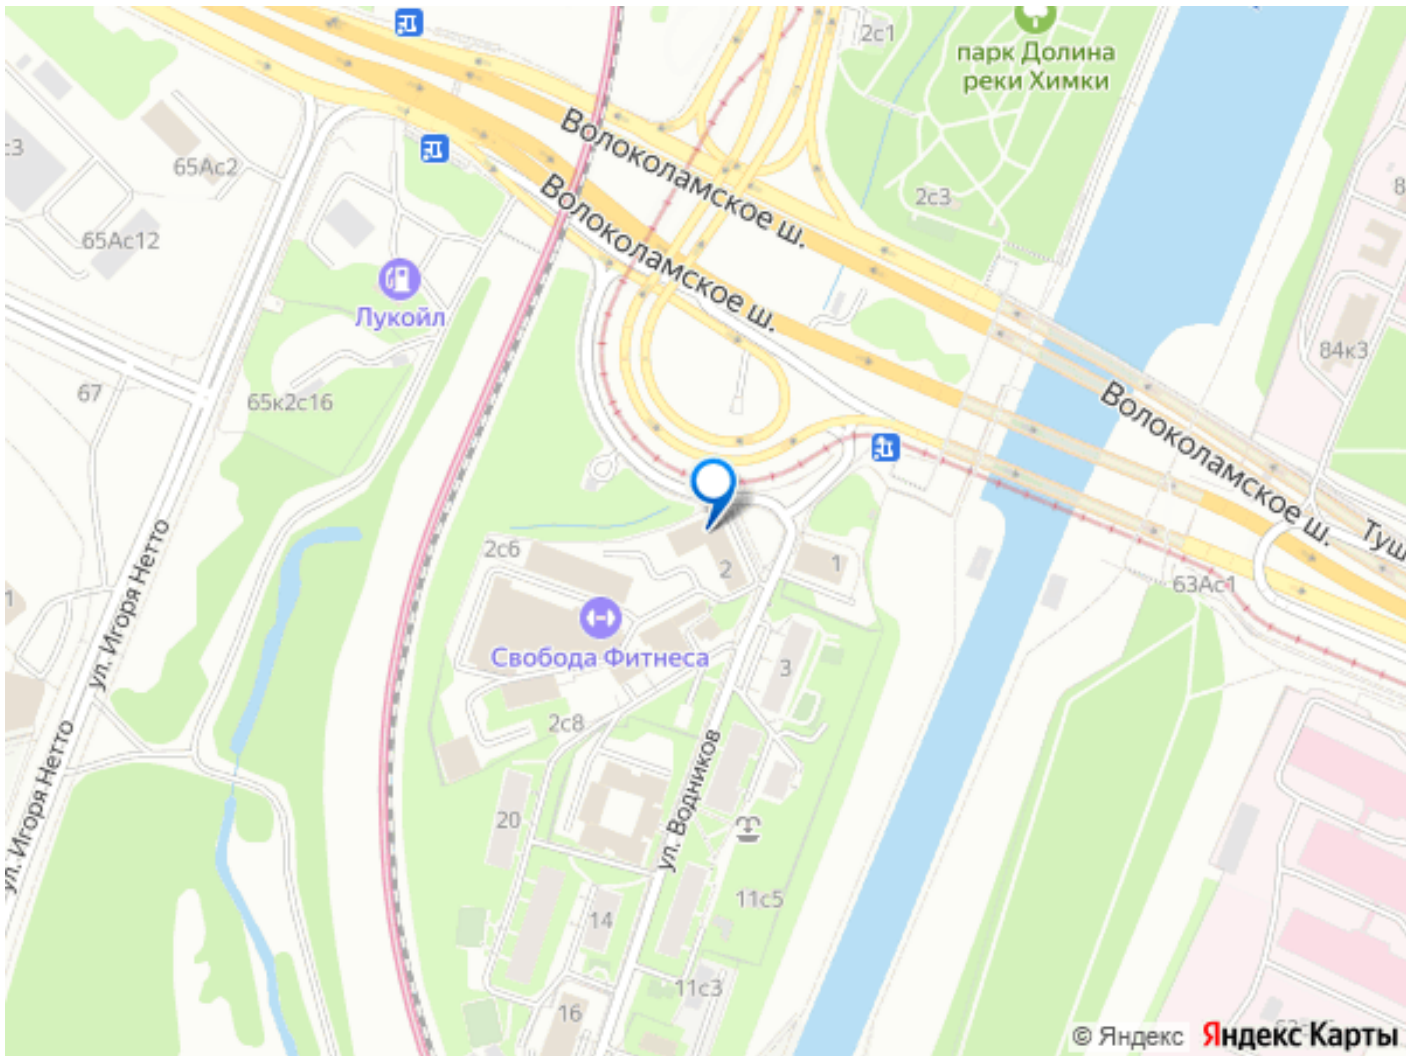 2с1
парк Долина
реки Химки
Волоколамское ш.
65Ас2
Волоколамское ш.
2с3
65Ас12
Лукойл
84к3
67
65к2с16
Волоколамское ш.
ул. Игоря Нетто
2с6
2
1
63Ас1
Свобода Фитнеса
3
2с8
ул. Игоря Нетто
ул. Водников
20
11с5
14
11с3
16
© Яндекс
Яндекс Карты